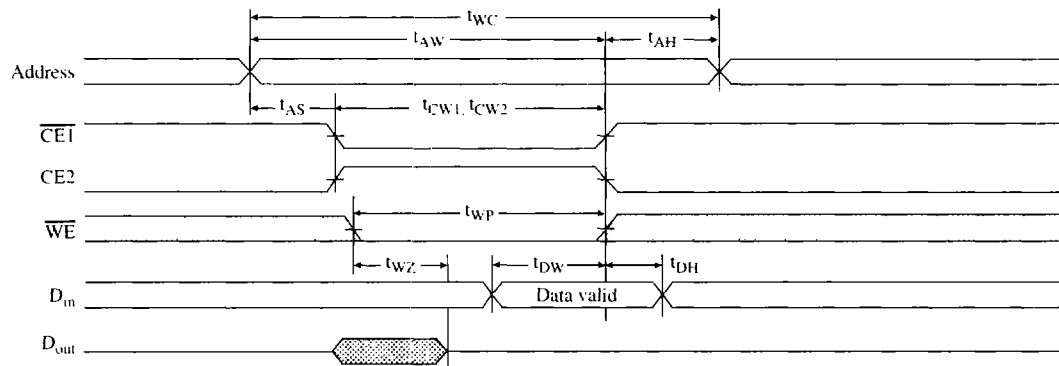 tWC
tAW tAH
Address
tAS tCW1, tCW2
CE1
CE2
tWP
WE
tWZ tDW tDH
Din Data valid
Dout